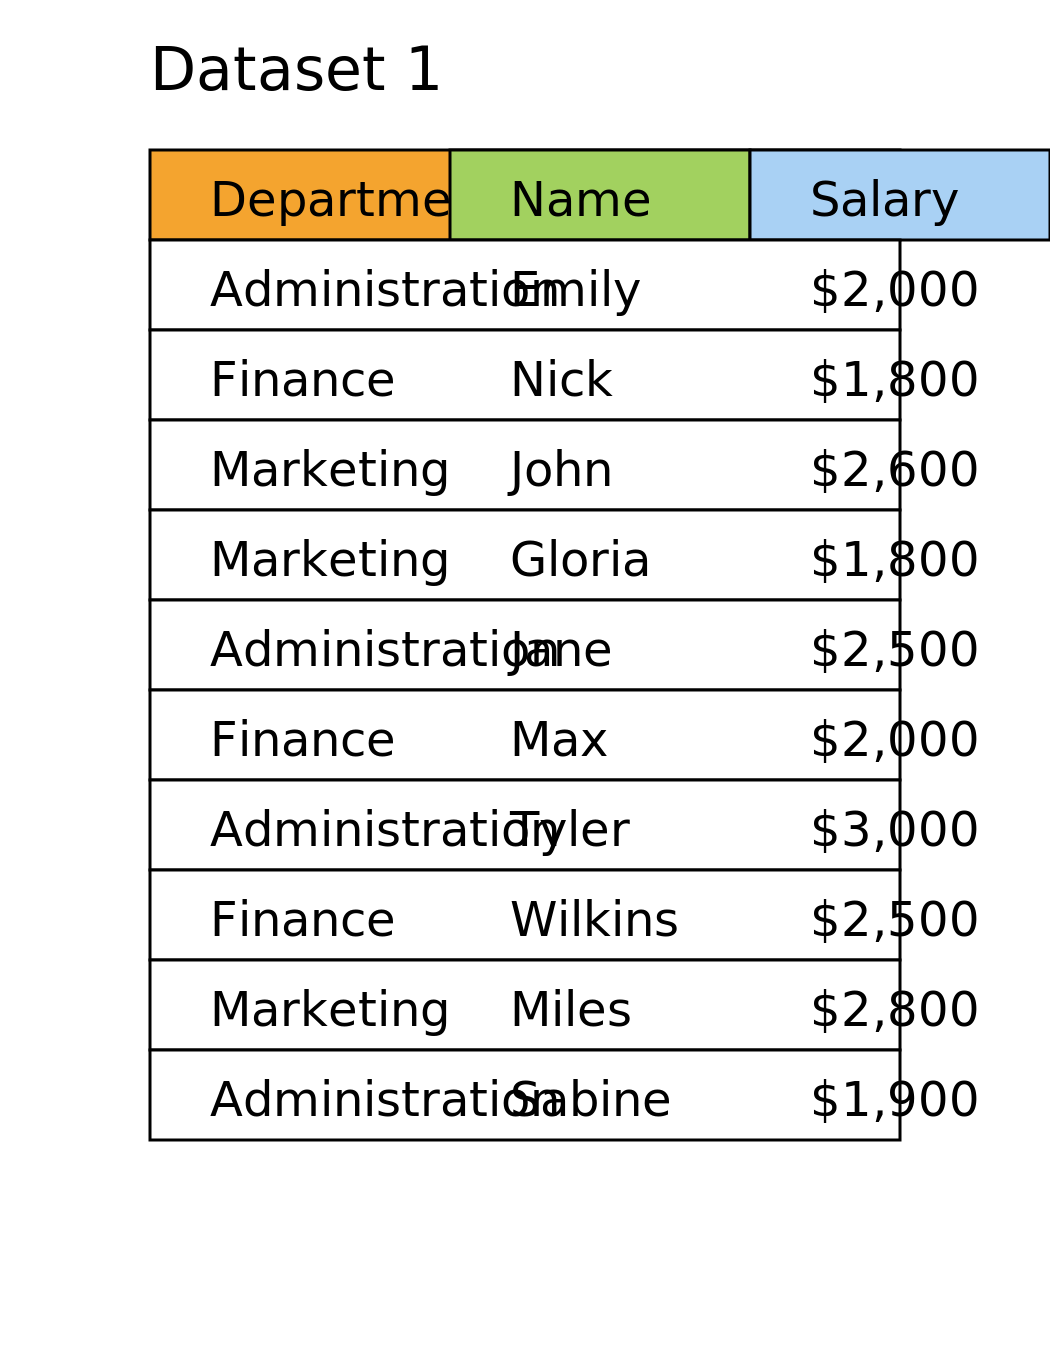 Dataset 1
Departme Name Salary
Administration Emily $2,000
Finance Nick $1,800
Marketing John $2,600
Marketing Gloria $1,800
Administration Jane $2,500
Finance Max $2,000
Administration Tyler $3,000
Finance Wilkins $2,500
Marketing Miles $2,800
Administration Sabine $1,900